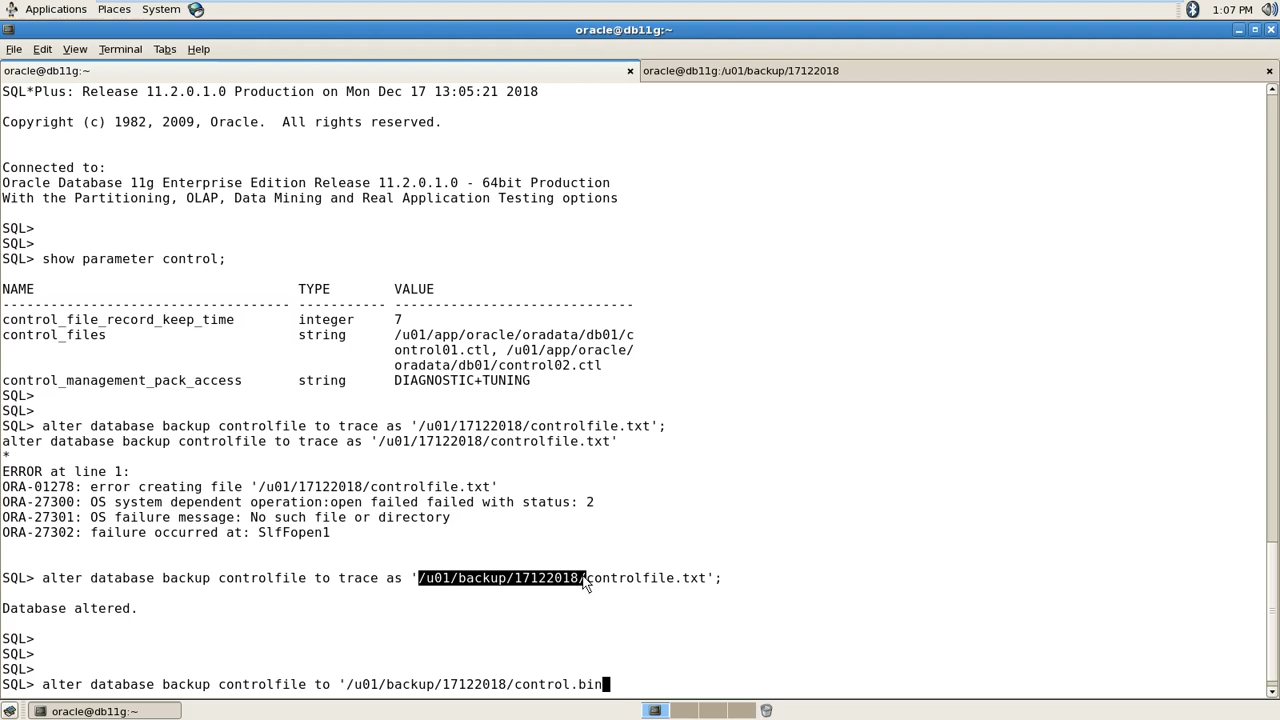 Applications Places System 1:07 PM
oracle@db11g:~
File Edit View Terminal Tabs Help
oracle@db11g:~ × oracle@db11g:/u01/backup/17122018 ×
SQL*Plus: Release 11.2.0.1.0 Production on Mon Dec 17 13:05:21 2018
Copyright (c) 1982, 2009, Oracle.  All rights reserved.
Connected to:
Oracle Database 11g Enterprise Edition Release 11.2.0.1.0 - 64bit Production
With the Partitioning, OLAP, Data Mining and Real Application Testing options
SQL>
SQL>
SQL> show parameter control;
NAME                                 TYPE        VALUE
------------------------------------ ----------- ------------------------------
control_file_record_keep_time        integer     7
control_files                        string      /u01/app/oracle/oradata/db01/c
                                                 ontrol01.ctl, /u01/app/oracle/
                                                 oradata/db01/control02.ctl
control_management_pack_access       string      DIAGNOSTIC+TUNING
SQL>
SQL>
SQL> alter database backup controlfile to trace as '/u01/17122018/controlfile.txt';
alter database backup controlfile to trace as '/u01/17122018/controlfile.txt'
*
ERROR at line 1:
ORA-01278: error creating file '/u01/17122018/controlfile.txt'
ORA-27300: OS system dependent operation:open failed failed with status: 2
ORA-27301: OS failure message: No such file or directory
ORA-27302: failure occurred at: SlfFopen1
SQL> alter database backup controlfile to trace as '/u01/backup/17122018/controlfile.txt';
Database altered.
SQL>
SQL>
SQL>
SQL> alter database backup controlfile to '/u01/backup/17122018/control.bin
oracle@db11g:~